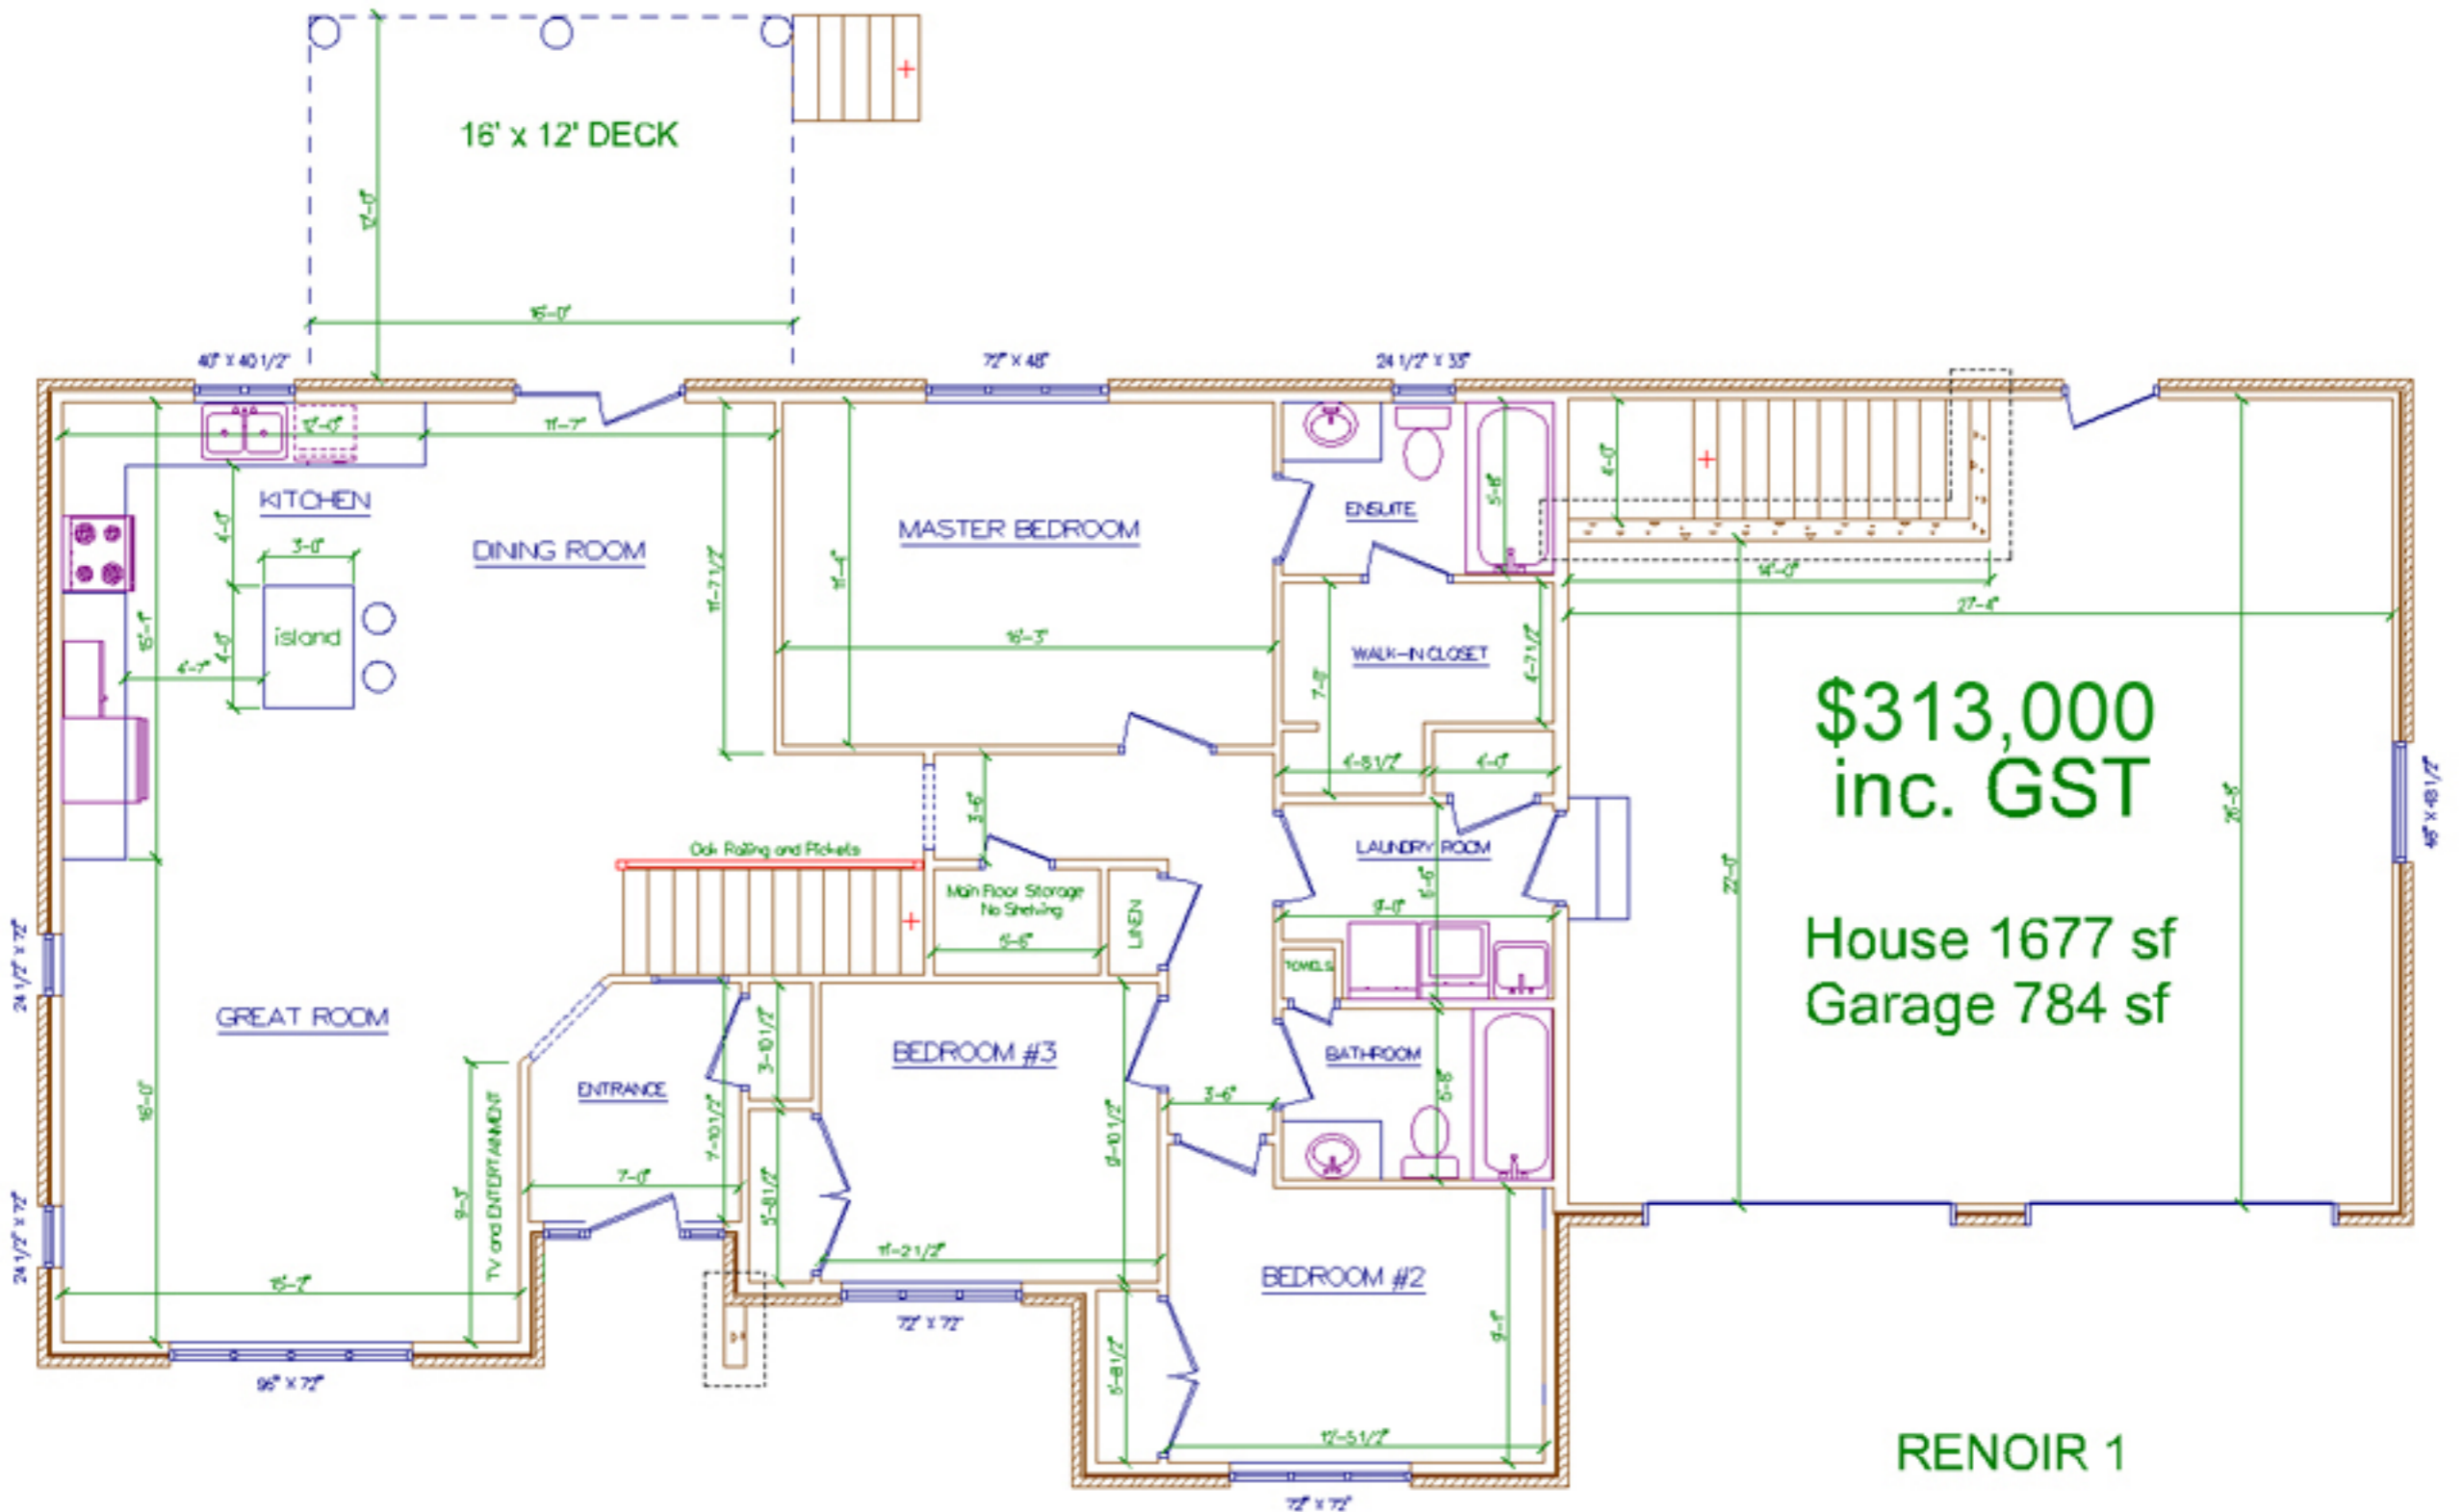 16' x 12' DECK
12'-0"
16'-0"
40" X 40 1/2"
72" X 48"
24 1/2" X 33"
12'-0"
11'-7"
KITCHEN
DINING ROOM
MASTER BEDROOM
ENSUITE
5'-8"
4'-0"
4'-0"
3'-0"
island
4'-0"
15'-1"
4'-7"
11'-7 1/2"
11'-4"
16'-3"
WALK-IN CLOSET
7'-0"
4'-7 1/2"
4'-8 1/2"
4'-0"
14'-0"
27'-4"
$313,000
inc. GST
House 1677 sf
Garage 784 sf
22'-0"
26'-8"
3'-6"
Oak Railing and Pickets
Main Floor Storage
No Shelving
5'-6"
LINEN
LAUNDRY ROOM
9'-0"
TOWELS
24 1/2" X 72"
GREAT ROOM
16'-0"
ENTRANCE
3'-10 1/2"
7'-10 1/2"
BEDROOM #3
BATHROOM
5'-8"
3'-6"
9'-10 1/2"
5'-8 1/2"
7'-0"
TV and ENTERTAINMENT
9'-3"
24 1/2" X 72"
15'-2"
11'-2 1/2"
BEDROOM #2
72" X 72"
5'-8 1/2"
9'-1"
96" X 72"
12'-5 1/2"
72" X 72"
RENOIR 1